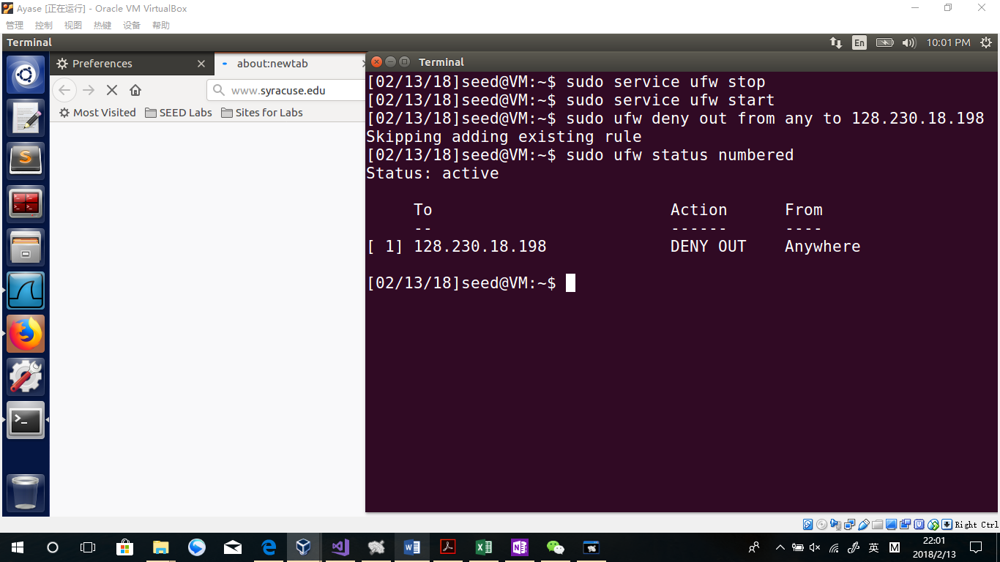 Ayase [正在运行] - Oracle VM VirtualBox
管理 控制 视图 热键 设备 帮助
Terminal En 10:01 PM
Preferences about:newtab
www.syracuse.edu
Most Visited SEED Labs Sites for Labs
Terminal
[02/13/18]seed@VM:~$ sudo service ufw stop
[02/13/18]seed@VM:~$ sudo service ufw start
[02/13/18]seed@VM:~$ sudo ufw deny out from any to 128.230.18.198
Skipping adding existing rule
[02/13/18]seed@VM:~$ sudo ufw status numbered
Status: active
To Action From
-- ------ ----
[ 1] 128.230.18.198 DENY OUT Anywhere
[02/13/18]seed@VM:~$
Right Ctrl
英 M 22:01
2018/2/13